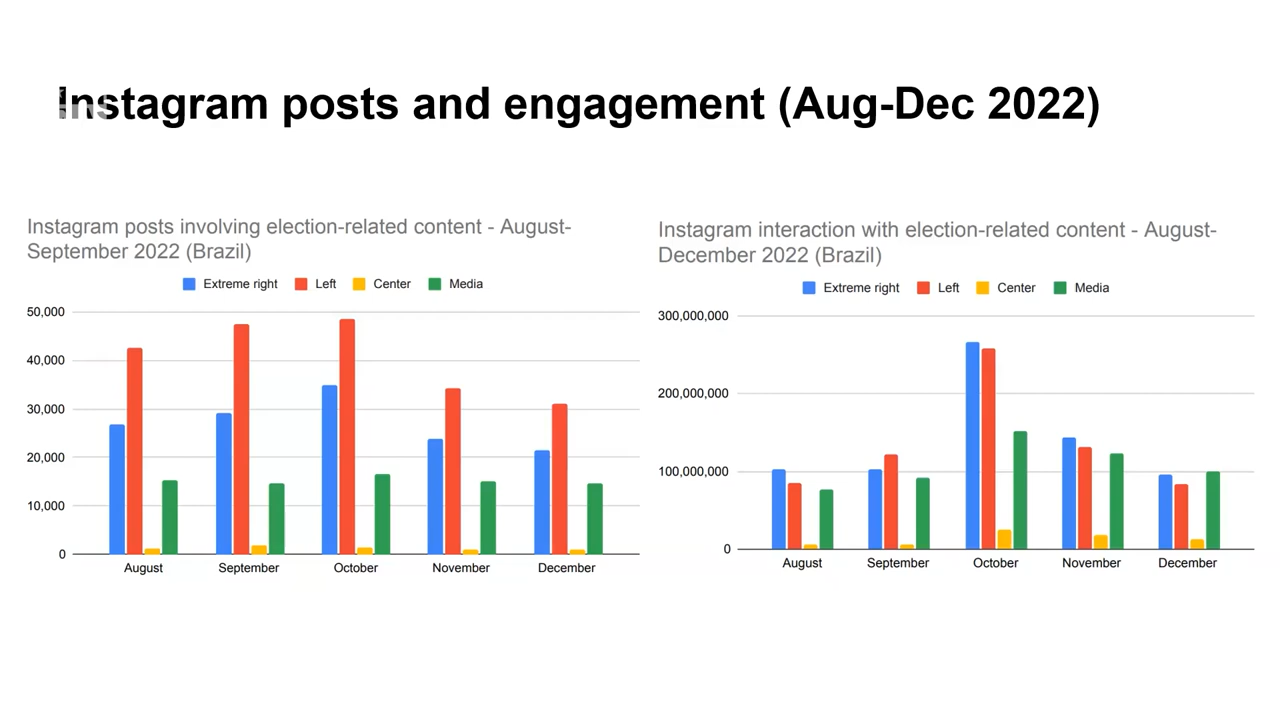 Instagram posts and engagement (Aug-Dec 2022)
Instagram posts involving election-related content - August-
September 2022 (Brazil)
Extreme right Left Center Media
50,000
40,000
30,000
20,000
10,000
0
August September October November December
Instagram interaction with election-related content - August-
December 2022 (Brazil)
Extreme right Left Center Media
300,000,000
200,000,000
100,000,000
0
August September October November December